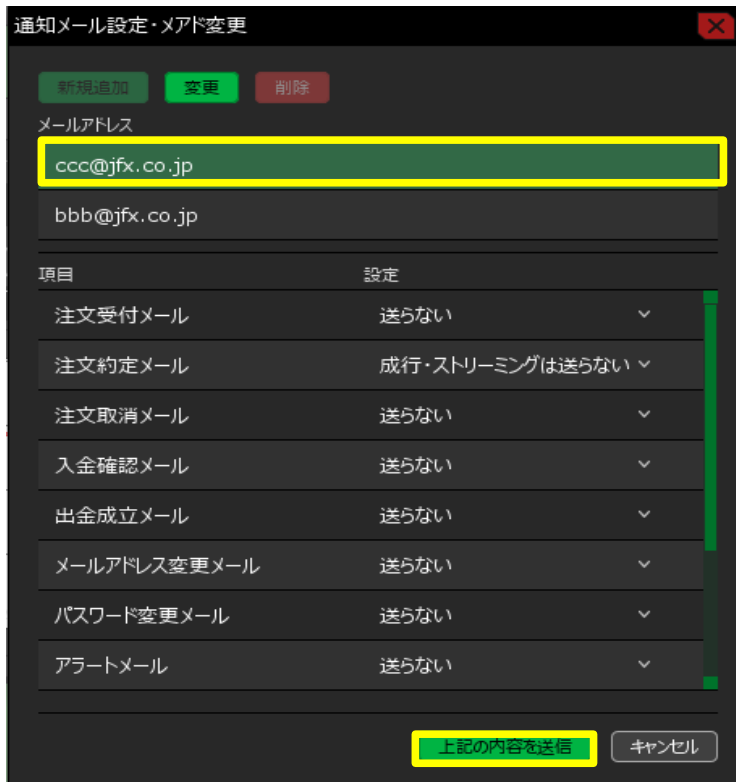 通知メール設定・メアド変更
新規追加 変更 削除
メールアドレス
ccc@jfx.co.jp
bbb@jfx.co.jp
項目 設定
注文受付メール 送らない
注文約定メール 成行・ストリーミングは送らない
注文取消メール 送らない
入金確認メール 送らない
出金成立メール 送らない
メールアドレス変更メール 送らない
パスワード変更メール 送らない
アラートメール 送らない
上記の内容を送信 キャンセル